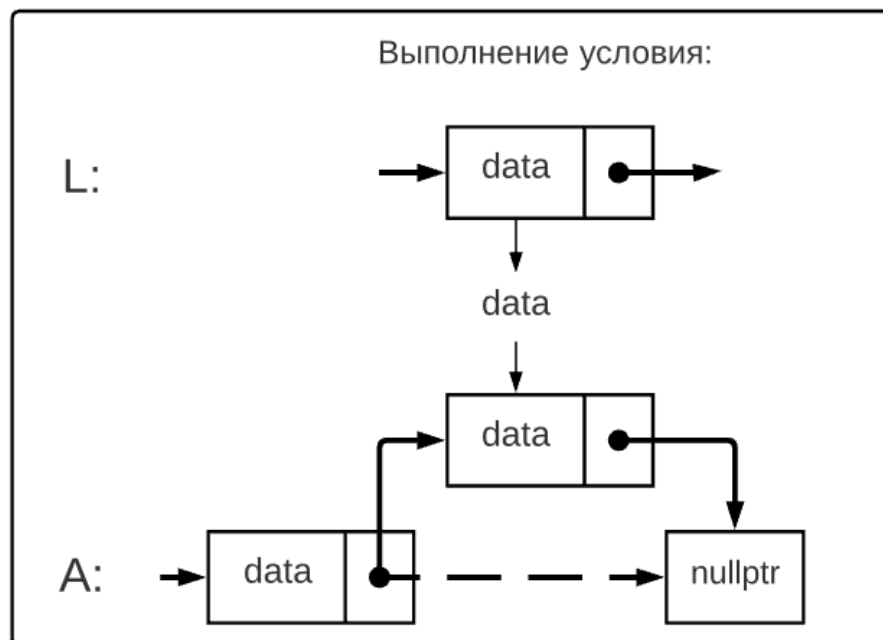 Выполнение условия:
L:
data
data
data
A:
data
nullptr